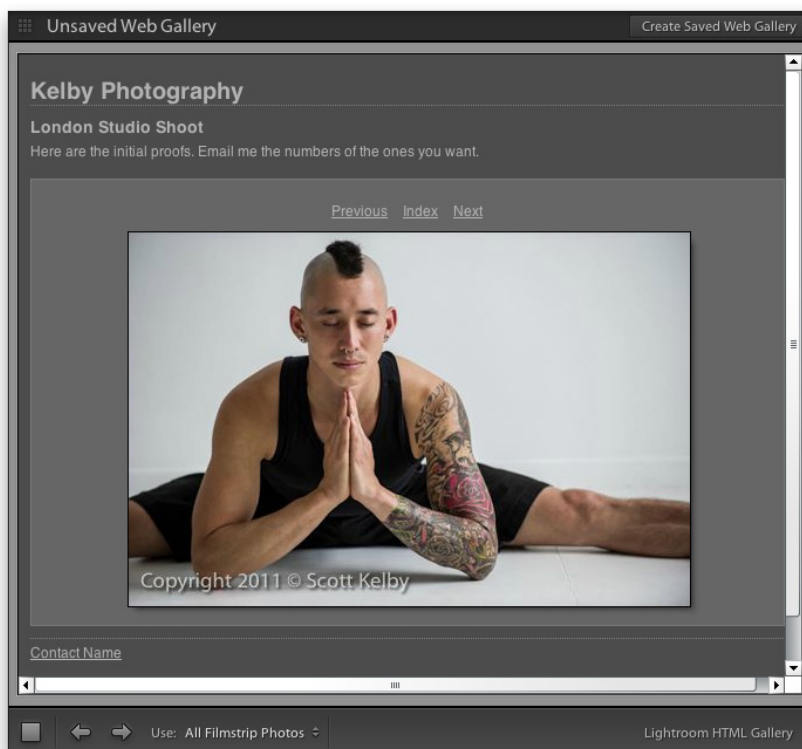 Unsaved Web Gallery
Create Saved Web Gallery
Kelby Photography
London Studio Shoot
Here are the initial proofs. Email me the numbers of the ones you want.
Previous Index Next
Copyright 2011 © Scott Kelby
Contact Name
Use: All Filmstrip Photos
Lightroom HTML Gallery